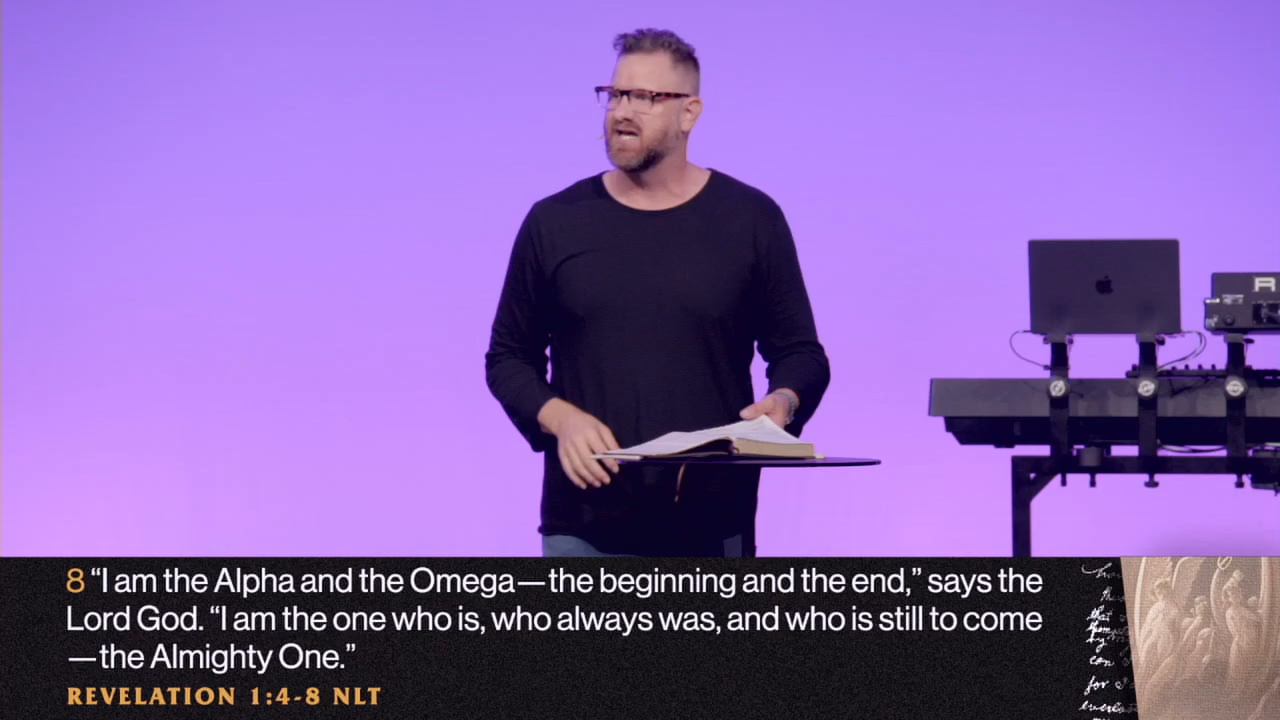 8 “I am the Alpha and the Omega—the beginning and the end,” says the
Lord God. “I am the one who is, who always was, and who is still to come
—the Almighty One.”
REVELATION 1:4-8 NLT
for